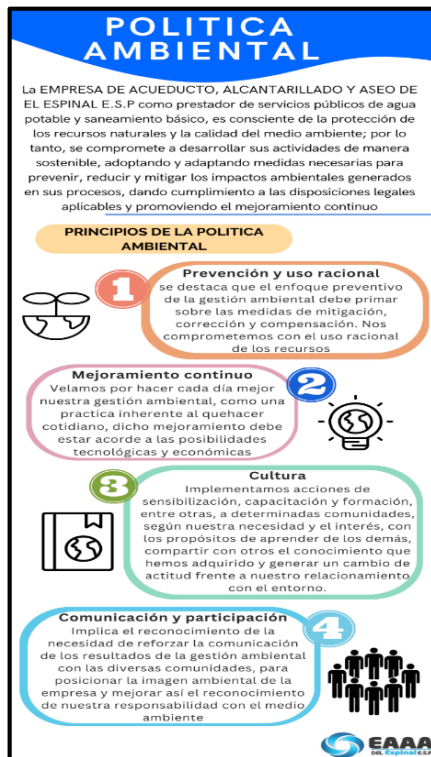 POLITICA
AMBIENTAL
La EMPRESA DE ACUEDUCTO, ALCANTARILLADO Y ASEO DE
EL ESPINAL E.S.P como prestador de servicios públicos de agua
potable y saneamiento básico, es consciente de la protección de
los recursos naturales y la calidad del medio ambiente; por lo
tanto, se compromete a desarrollar sus actividades de manera
sostenible, adoptando y adaptando medidas necesarias para
prevenir, reducir y mitigar los impactos ambientales generados
en sus procesos, dando cumplimiento a las disposiciones legales
aplicables y promoviendo el mejoramiento continuo
PRINCIPIOS DE LA POLITICA
AMBIENTAL
1
Prevención y uso racional
se destaca que el enfoque preventivo
de la gestión ambiental debe primar
sobre las medidas de mitigación,
corrección y compensación. Nos
comprometemos con el uso racional
de los recursos
2
Mejoramiento continuo
Velamos por hacer cada día mejor
nuestra gestión ambiental, como una
practica inherente al quehacer
cotidiano, dicho mejoramiento debe
estar acorde a las posibilidades
tecnológicas y económicas
3
Cultura
Implementamos acciones de
sensibilización, capacitación y formación,
entre otras, a determinadas comunidades,
según nuestra necesidad y el interés, con
los propósitos de aprender de los demás,
compartir con otros el conocimiento que
hemos adquirido y generar un cambio de
actitud frente a nuestro relacionamiento
con el entorno.
4
Comunicación y participación
Implica el reconocimiento de la
necesidad de reforzar la comunicación
de los resultados de la gestión ambiental
con las diversas comunidades, para
posicionar la imagen ambiental de la
empresa y mejorar así el reconocimiento
de nuestra responsabilidad con el medio
ambiente
EAAA
DEL Espinal E.S.P